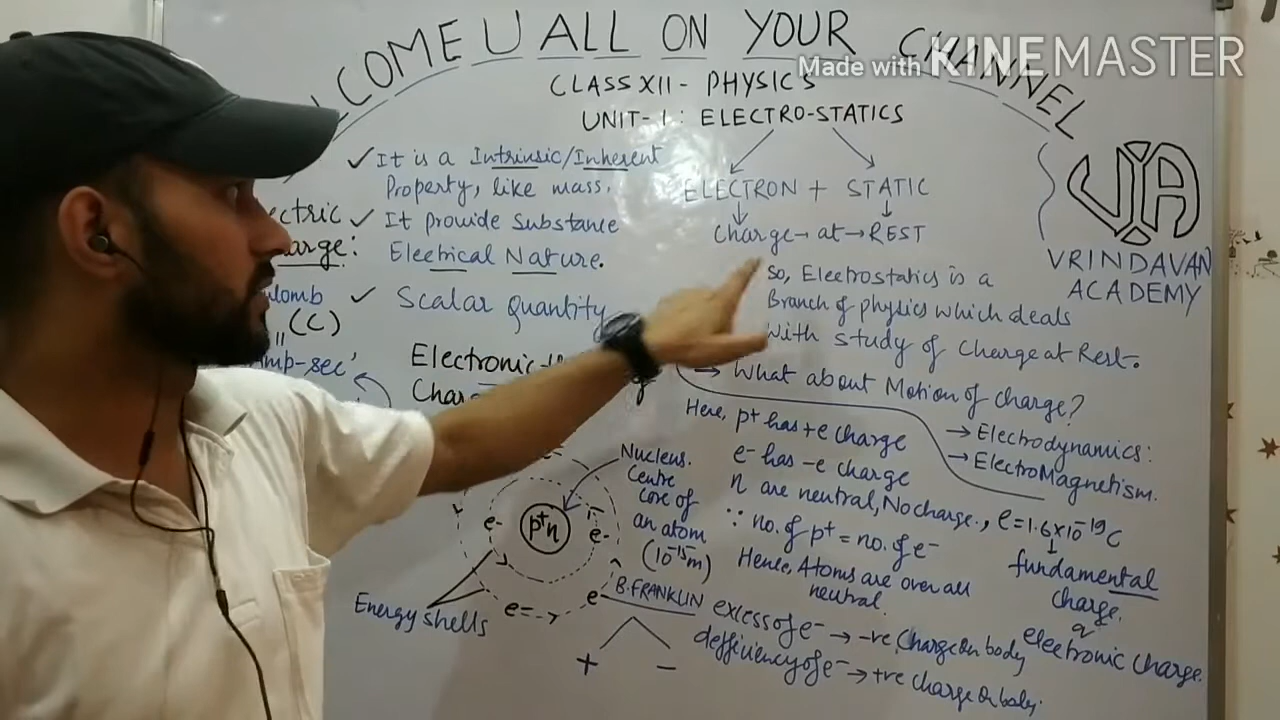 COME U ALL ON YOUR CHANNEL
Made with KINEMASTER
CLASS XII - PHYSICS
UNIT-1: ELECTRO-STATICS
ELECTRON + STATIC
Charge → at → REST
So, Electrostatics is a
Branch of physics which deals
With study of Charge at Rest.
→ What about Motion of charge?
→ Electrodynamics:
→ ElectroMagnetism.
VRINDAVAN
ACADEMY
✓ It is a Intrinsic/Inherent
Property, like mass.
ectric
arge:
✓ It provide Substance
Electrical Nature.
✓ Scalar Quantity
ulomb
(C)
"
mp-sec'
Electronic
Here, p+ has +e Charge
e- has -e charge
n are neutral, No charge., e = 1.6×10-19C
∵ no. of p+ = no. of e-
Hence, Atoms are over all
neutral.
fundamental
charge.
or
electronic charge.
Nucleus.
Centre
Core of
an atom
(10-15m)
p+n
e-
e-
e-
e-
e-
Energy shells
B. FRANKLIN
+ −
excess of e- → -ve Charge on body
defficiency of e- → +ve charge on body.